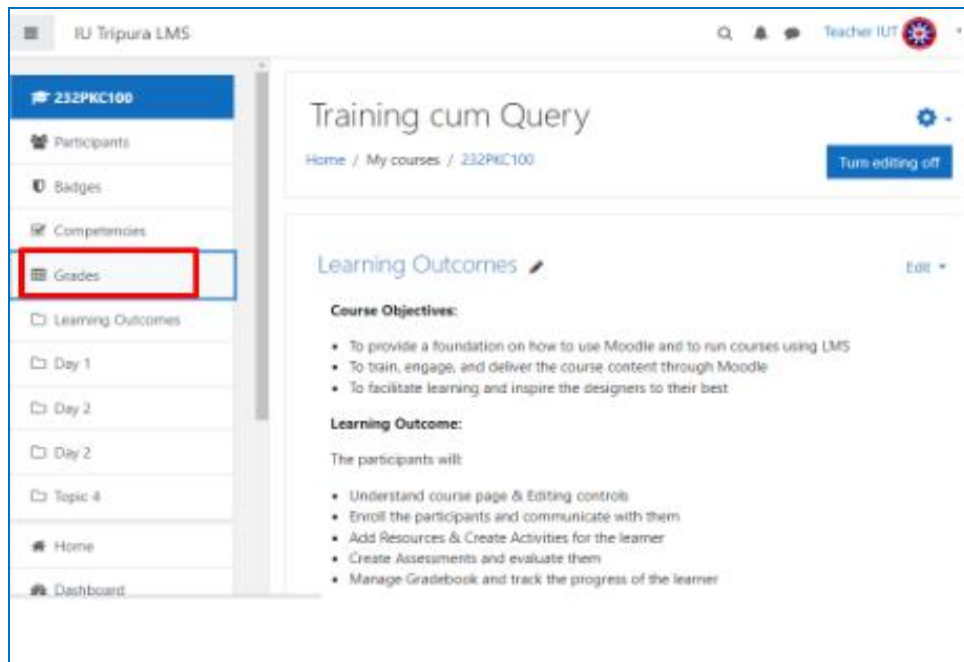 IU Tripura LMS
Teacher IUT
232PKC100
Participants
Badges
Competencies
Grades
Learning Outcomes
Day 1
Day 2
Day 2
Topic 4
Home
Dashboard
Training cum Query
Home / My courses / 232PKC100
Turn editing off
Learning Outcomes
Edit
Course Objectives:
• To provide a foundation on how to use Moodle and to run courses using LMS
• To train, engage, and deliver the course content through Moodle
• To facilitate learning and inspire the designers to their best
Learning Outcome:
The participants will:
• Understand course page & Editing controls
• Enroll the participants and communicate with them
• Add Resources & Create Activities for the learner
• Create Assessments and evaluate them
• Manage Gradebook and track the progress of the learner